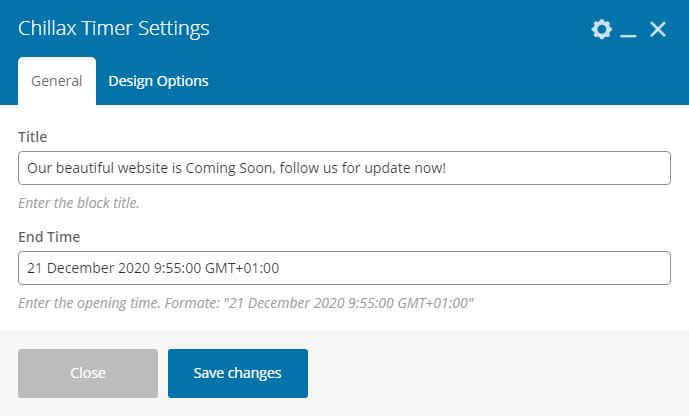 Chillax Timer Settings
General Design Options
Title
Our beautiful website is Coming Soon, follow us for update now!
Enter the block title.
End Time
21 December 2020 9:55:00 GMT+01:00
Enter the opening time. Formate: "21 December 2020 9:55:00 GMT+01:00"
Close Save changes